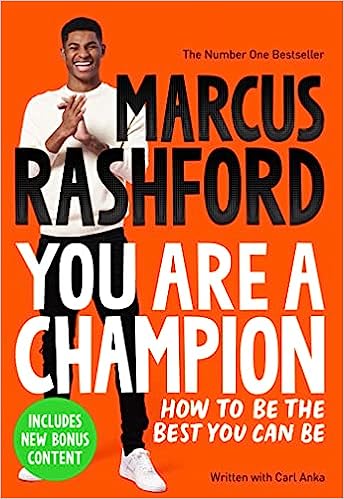 The Number One Bestseller
MARCUS
RASHFORD
YOU ARE A
CHAMPION
HOW TO BE THE
BEST YOU CAN BE
INCLUDES
NEW BONUS
CONTENT
Written with Carl Anka